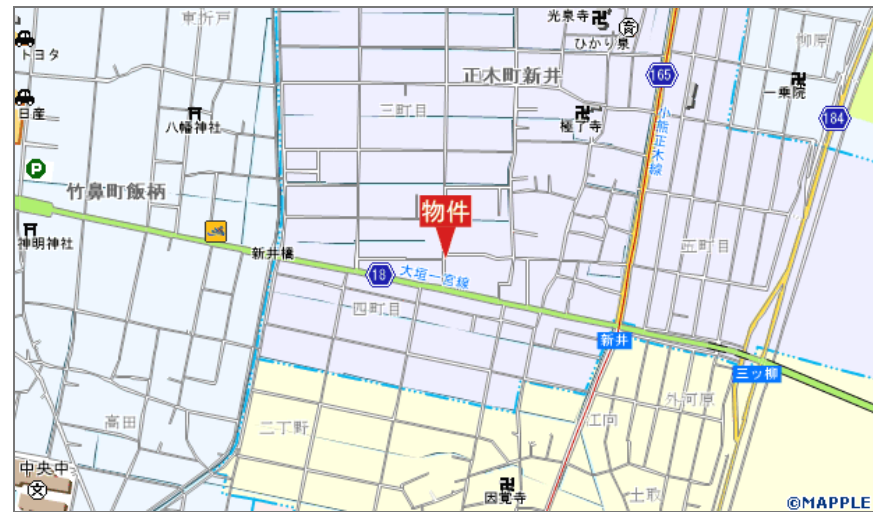 東折戸
光泉寺
ひかり泉
柳原
トヨタ
正木町新井
165
一乗院
日産
三町目
184
八幡神社
極了寺
小熊正木線
P
竹鼻町飯柄
物件
神明神社
新井橋
五町目
18
大垣一宮線
四町目
新井
三ッ柳
外河原
高田
二丁野
江向
中央中
因覚寺
土取
©MAPPLE